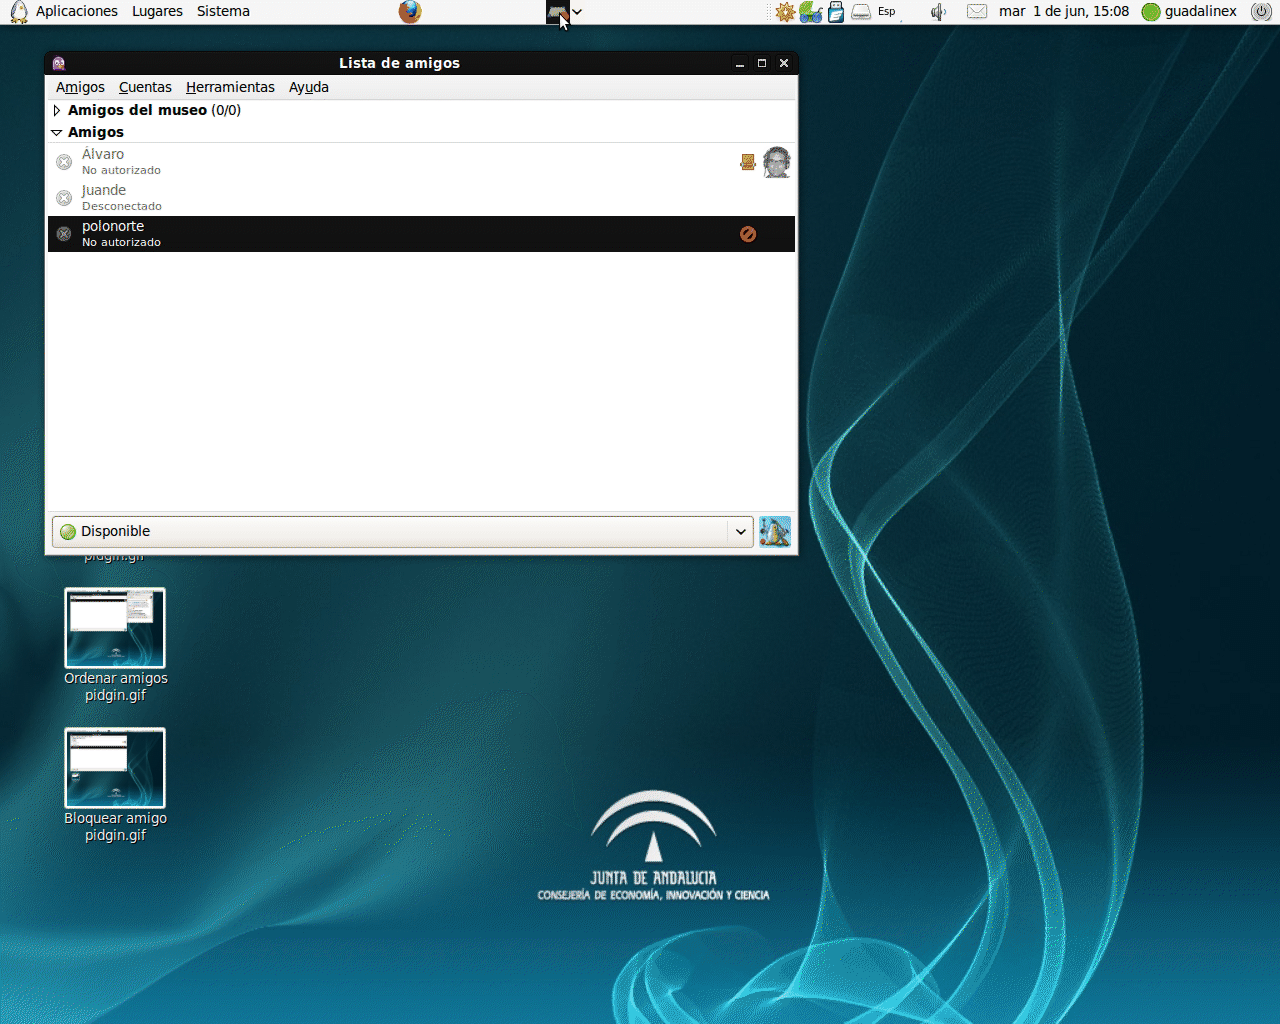 Aplicaciones Lugares Sistema Esp mar 1 de jun, 15:08 guadalinex
Lista de amigos
Amigos Cuentas Herramientas Ayuda
Amigos del museo (0/0)
Amigos
Álvaro
No autorizado
Juande
Desconectado
polonorte
No autorizado
Disponible
pidgin.gif
Ordenar amigos
pidgin.gif
Bloquear amigo
pidgin.gif
JUNTA DE ANDALUCIA
CONSEJERÍA DE ECONOMÍA, INNOVACIÓN Y CIENCIA